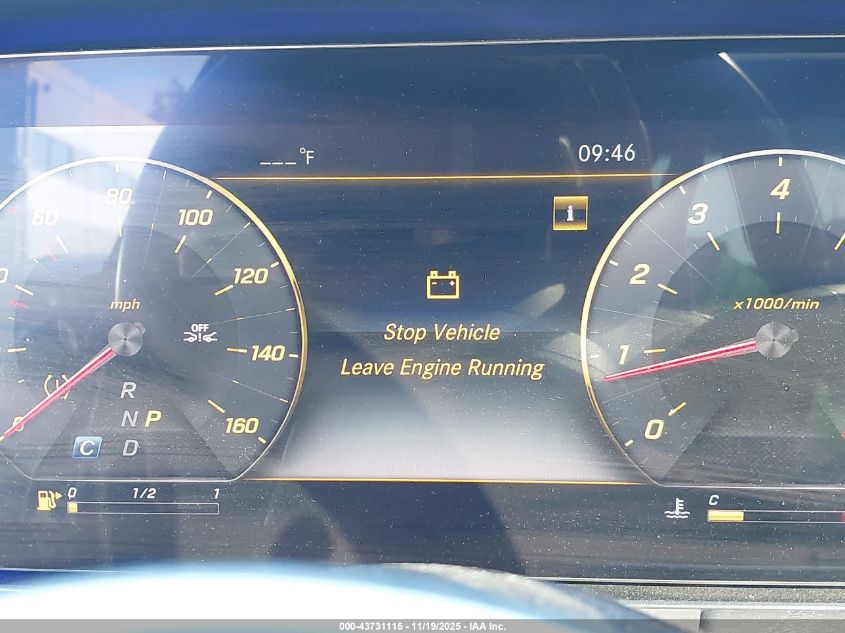 ___°F
09:46
i
80
60
100
120
140
160
mph
OFF
R
N P
C D
0 1/2 1
Stop Vehicle
Leave Engine Running
4
3
2
1
0
x1000/min
C
000-43731115 - 11/19/2025 - IAA Inc.